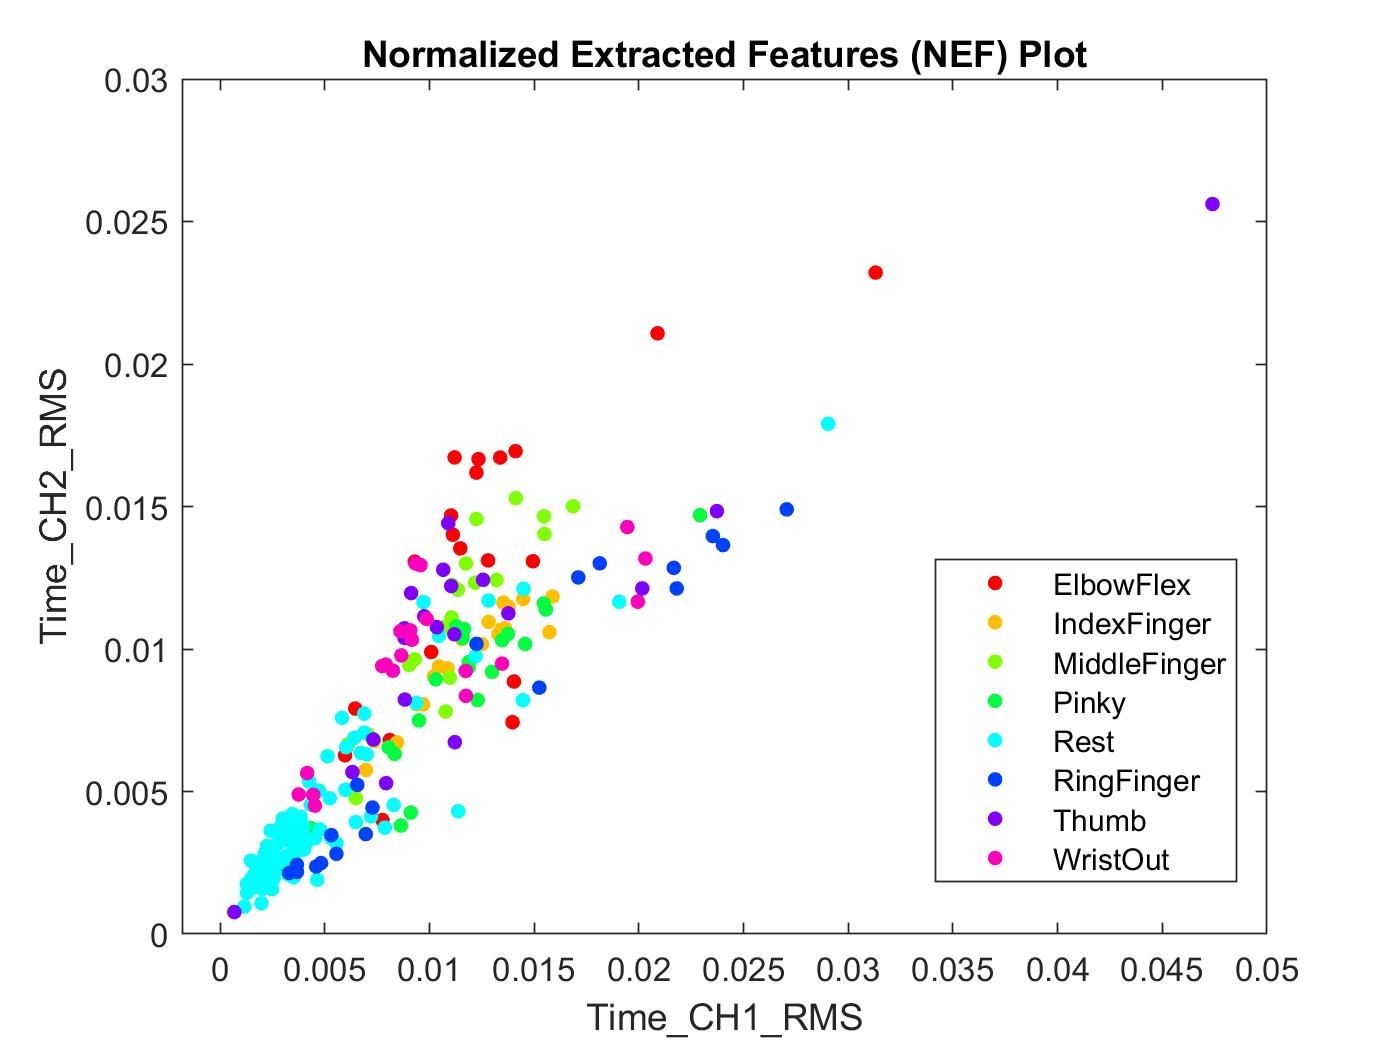 Normalized Extracted Features (NEF) Plot
0.03
0.025
0.02
0.015
0.01
0.005
0
Time_CH2_RMS
ElbowFlex
IndexFinger
MiddleFinger
Pinky
Rest
RingFinger
Thumb
WristOut
0 0.005 0.01 0.015 0.02 0.025 0.03 0.035 0.04 0.045 0.05
Time_CH1_RMS